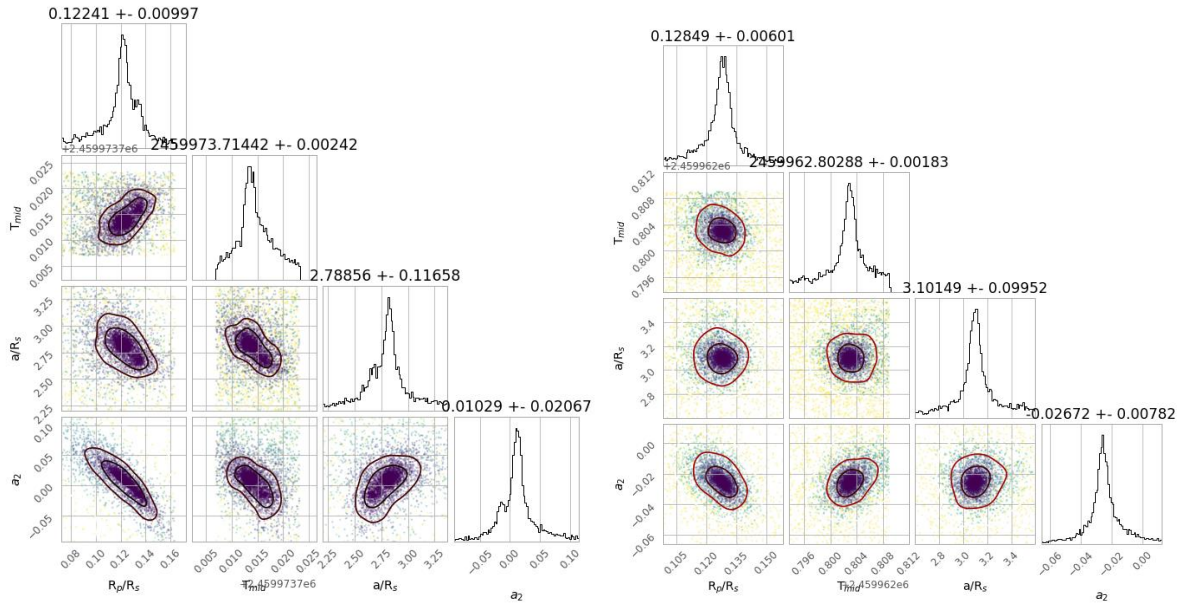 0.12241 +- 0.00997
+2.4599737e6
2459973.71442 +- 0.00242
0.025
0.020
0.015
0.010
0.005
T_mid
2.78856 +- 0.11658
3.25
3.00
2.75
2.50
2.25
a/R_s
0.01029 +- 0.02067
0.10
0.05
0.00
−0.05
a_2
0.08
0.10
0.12
0.14
0.16
R_p/R_s
0.005
0.010
0.015
0.020
0.025
T_mid
+2.4599737e6
2.25
2.50
2.75
3.00
3.25
a/R_s
−0.05
0.00
0.05
0.10
a_2
0.12849 +- 0.00601
+2.459962e6
2459962.80288 +- 0.00183
0.812
0.808
0.804
0.800
0.796
T_mid
3.10149 +- 0.09952
3.4
3.2
3.0
2.8
a/R_s
-0.02672 +- 0.00782
0.00
−0.02
−0.04
−0.06
a_2
0.105
0.120
0.135
0.150
R_p/R_s
0.796
0.800
0.804
0.808
0.812
T_mid
+2.459962e6
2.8
3.0
3.2
3.4
a/R_s
−0.06
−0.04
−0.02
0.00
a_2